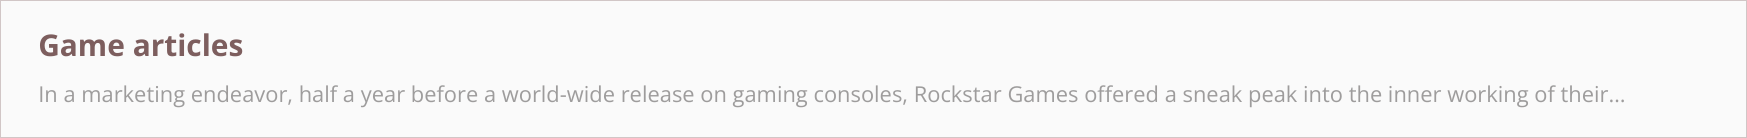 Game articles
In a marketing endeavor, half a year before a world-wide release on gaming consoles, Rockstar Games offered a sneak peak into the inner working of their...